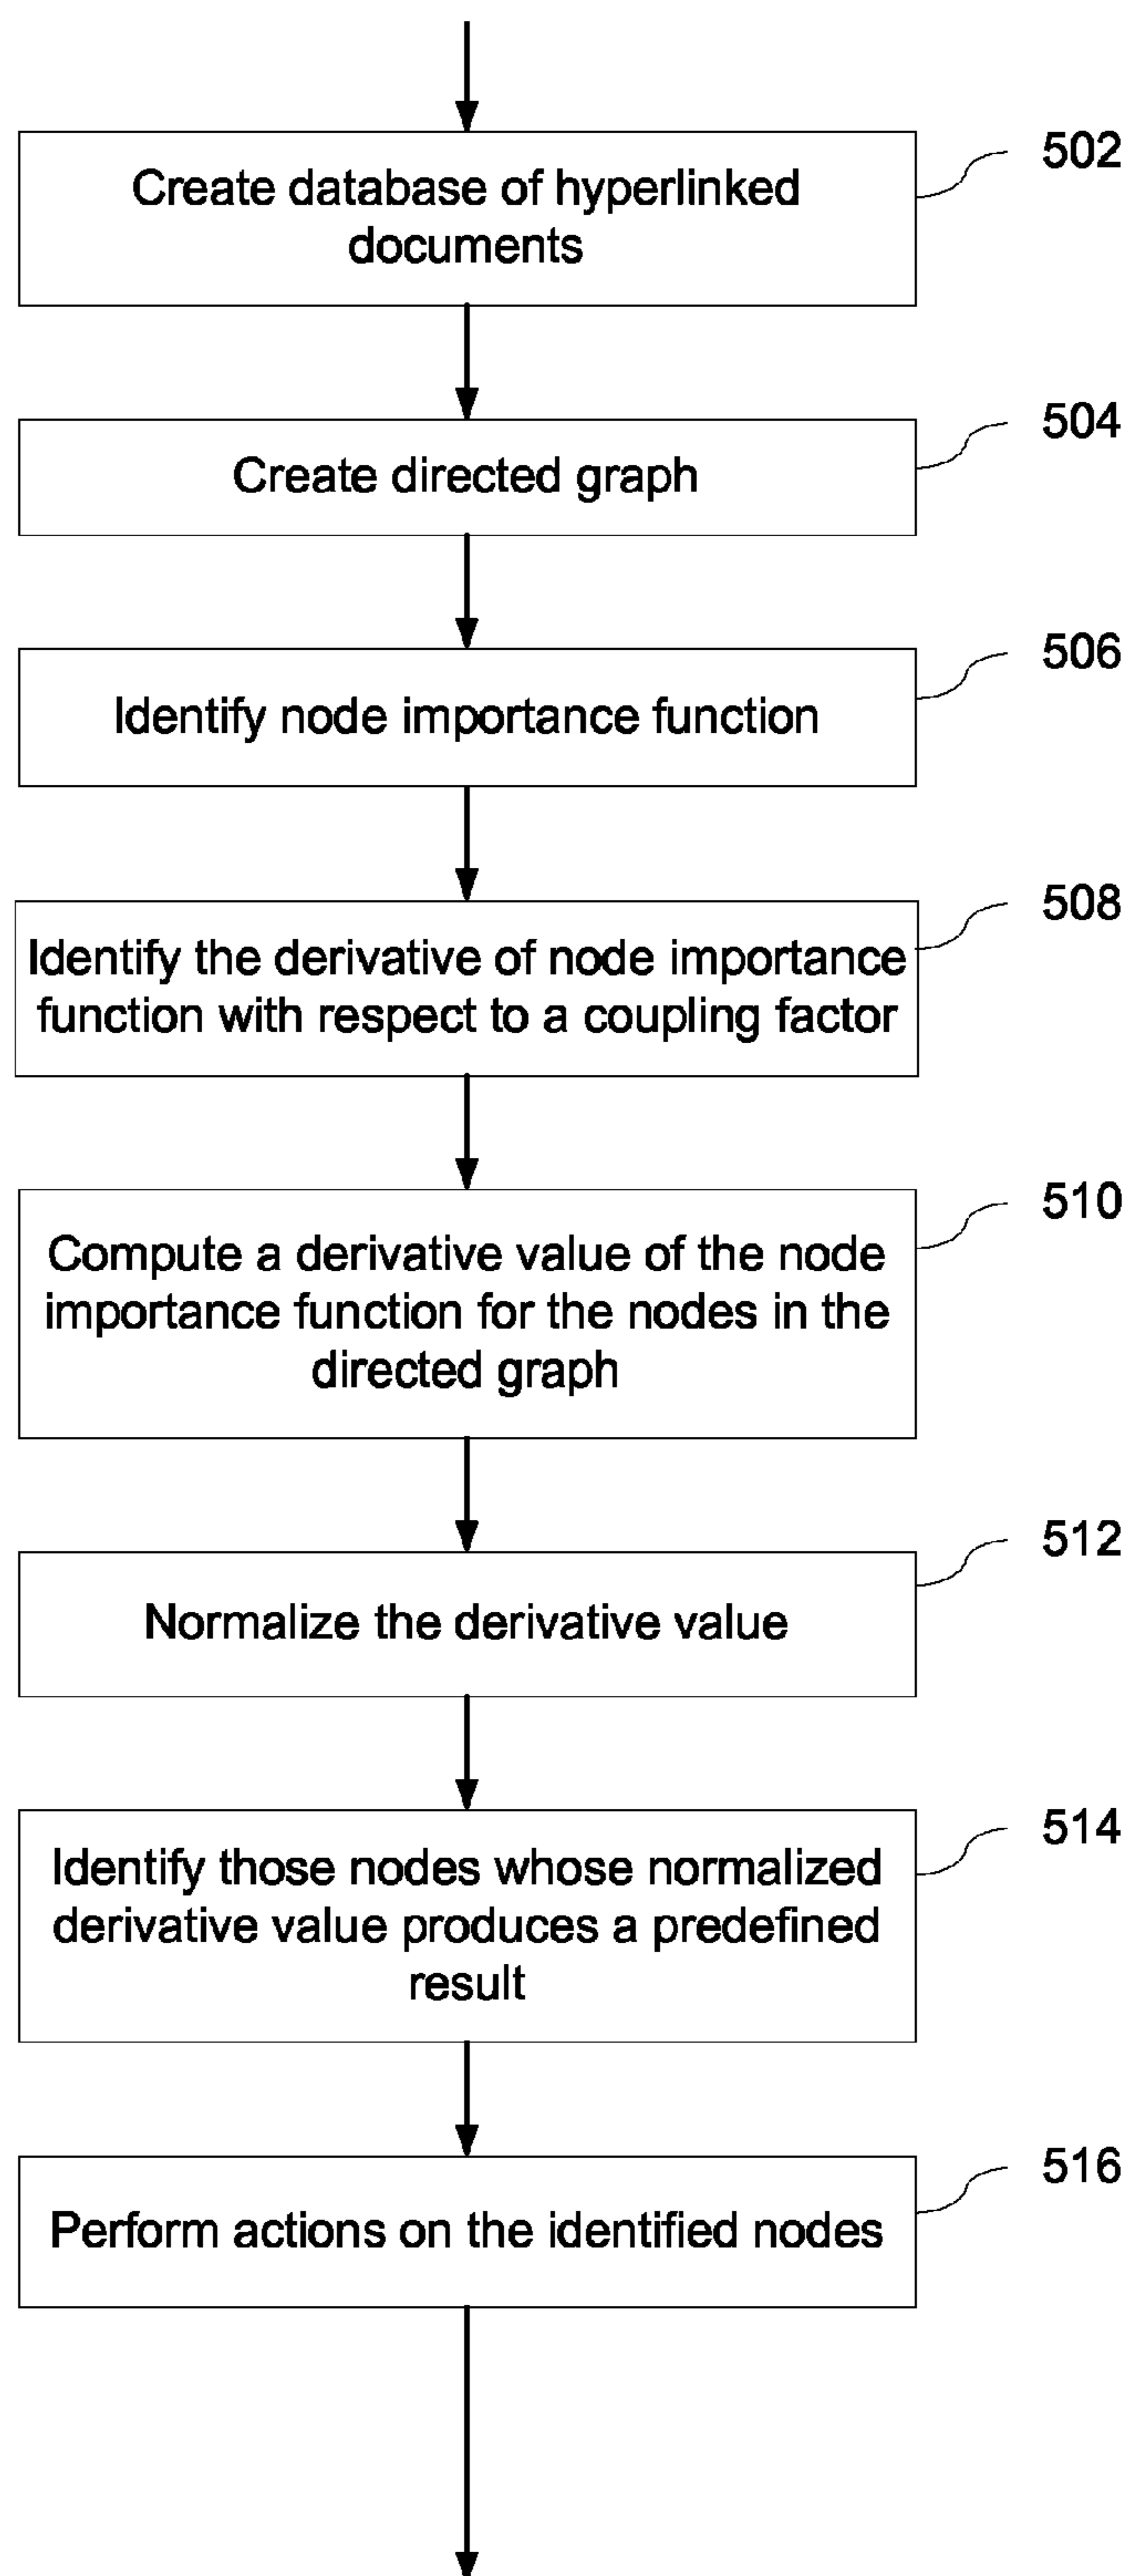 502
Create database of hyperlinked
documents
504
Create directed graph
506
Identify node importance function
508
Identify the derivative of node importance
function with respect to a coupling factor
510
Compute a derivative value of the node
importance function for the nodes in the
directed graph
512
Normalize the derivative value
514
Identify those nodes whose normalized
derivative value produces a predefined
result
516
Perform actions on the identified nodes